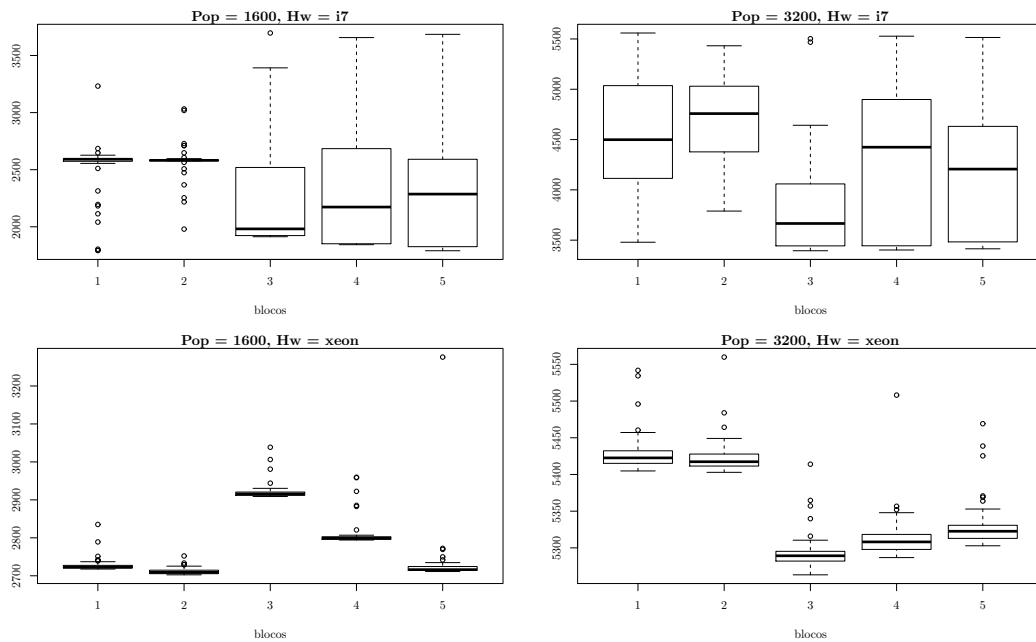 Pop = 1600, Hw = i7
3500
3000
2500
2000
1 2 3 4 5
blocos
Pop = 3200, Hw = i7
5500
5000
4500
4000
3500
1 2 3 4 5
blocos
Pop = 1600, Hw = xeon
3200
3100
3000
2900
2800
2700
1 2 3 4 5
blocos
Pop = 3200, Hw = xeon
5550
5500
5450
5400
5350
5300
1 2 3 4 5
blocos